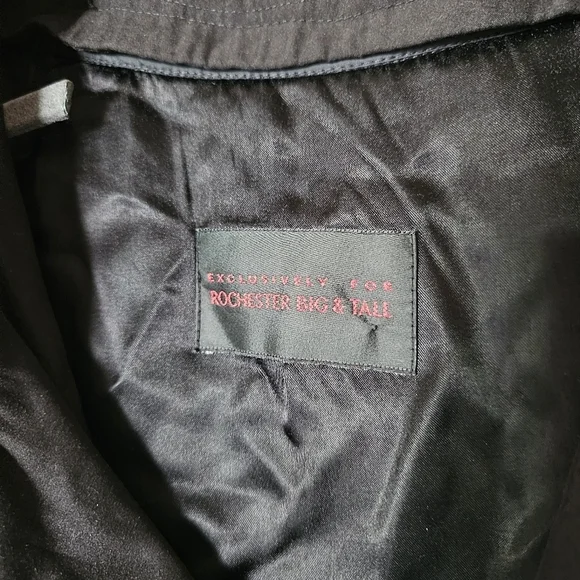 EXCLUSIVELY FOR
ROCHESTER BIG & TALL